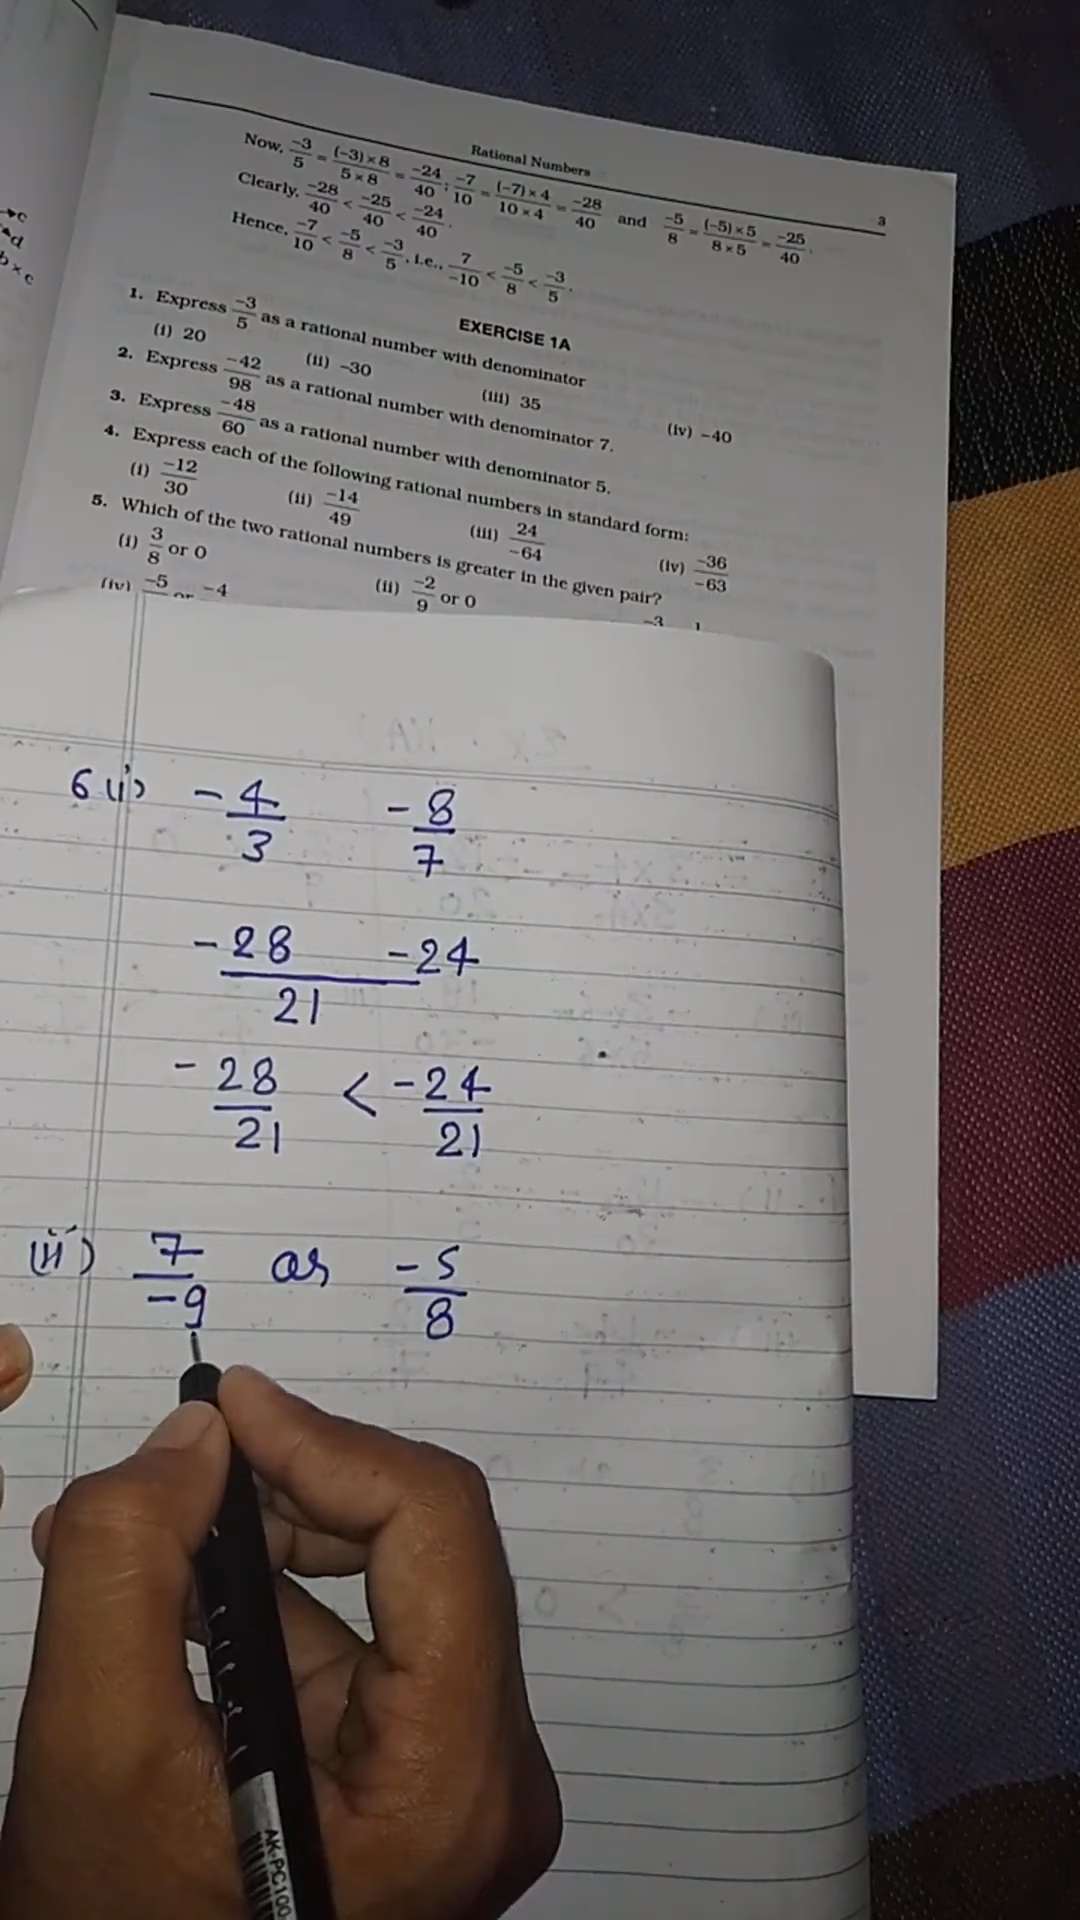 Rational Numbers
3
Now, -3/5 = (-3)×8/5×8 = -24/40; -7/10 = (-7)×4/10×4 = -28/40 and -5/8 = (-5)×5/8×5 = -25/40.
Clearly, -28/40 < -25/40 < -24/40.
Hence, -7/10 < -5/8 < -3/5, i.e., 7/-10 < -5/8 < -3/5.
EXERCISE 1A
1. Express -3/5 as a rational number with denominator
(i) 20 (ii) -30 (iii) 35 (iv) -40
2. Express -42/98 as a rational number with denominator 7.
3. Express -48/60 as a rational number with denominator 5.
4. Express each of the following rational numbers in standard form:
(i) -12/30 (ii) -14/49 (iii) 24/-64 (iv) -36/-63
5. Which of the two rational numbers is greater in the given pair?
(i) 3/8 or 0 (ii) -2/9 or 0
(iv) -5 or -4
c
d
b×c
6 (i) -4/3 -8/7
-28 -24/21
-28/21 < -24/21
(ii) 7/-9 or -5/8
AK-PC100